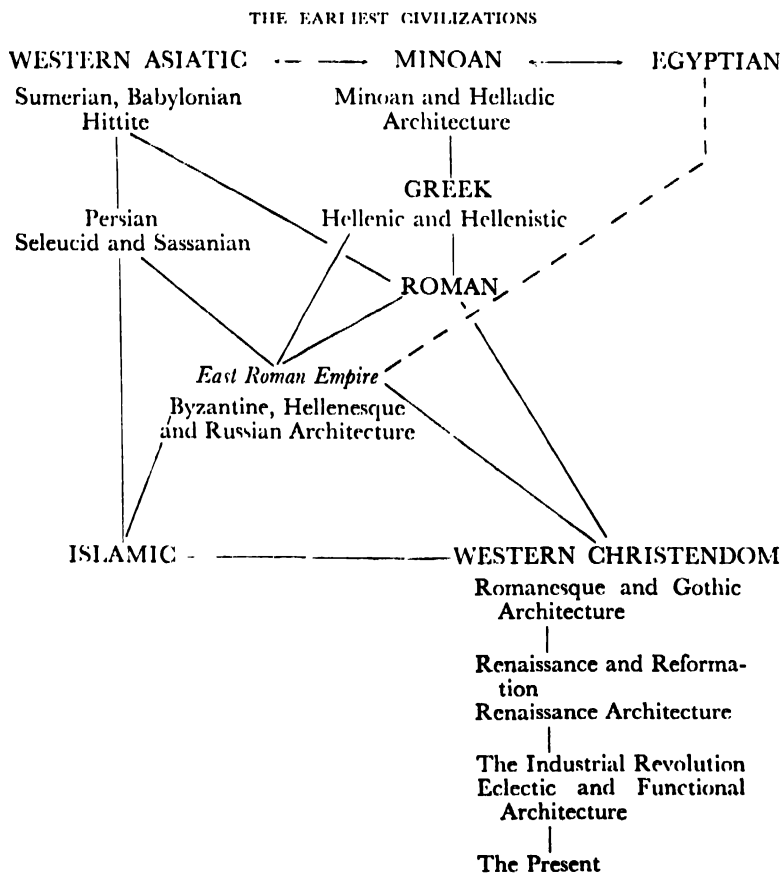 THE EARLIEST CIVILIZATIONS
WESTERN ASIATIC
MINOAN
EGYPTIAN
Sumerian, Babylonian
Hittite
Minoan and Helladic
Architecture
GREEK
Hellenic and Hellenistic
Persian
Seleucid and Sassanian
ROMAN
East Roman Empire
Byzantine, Hellenesque
and Russian Architecture
ISLAMIC
WESTERN CHRISTENDOM
Romanesque and Gothic
Architecture
Renaissance and Reforma-
tion
Renaissance Architecture
The Industrial Revolution
Eclectic and Functional
Architecture
The Present